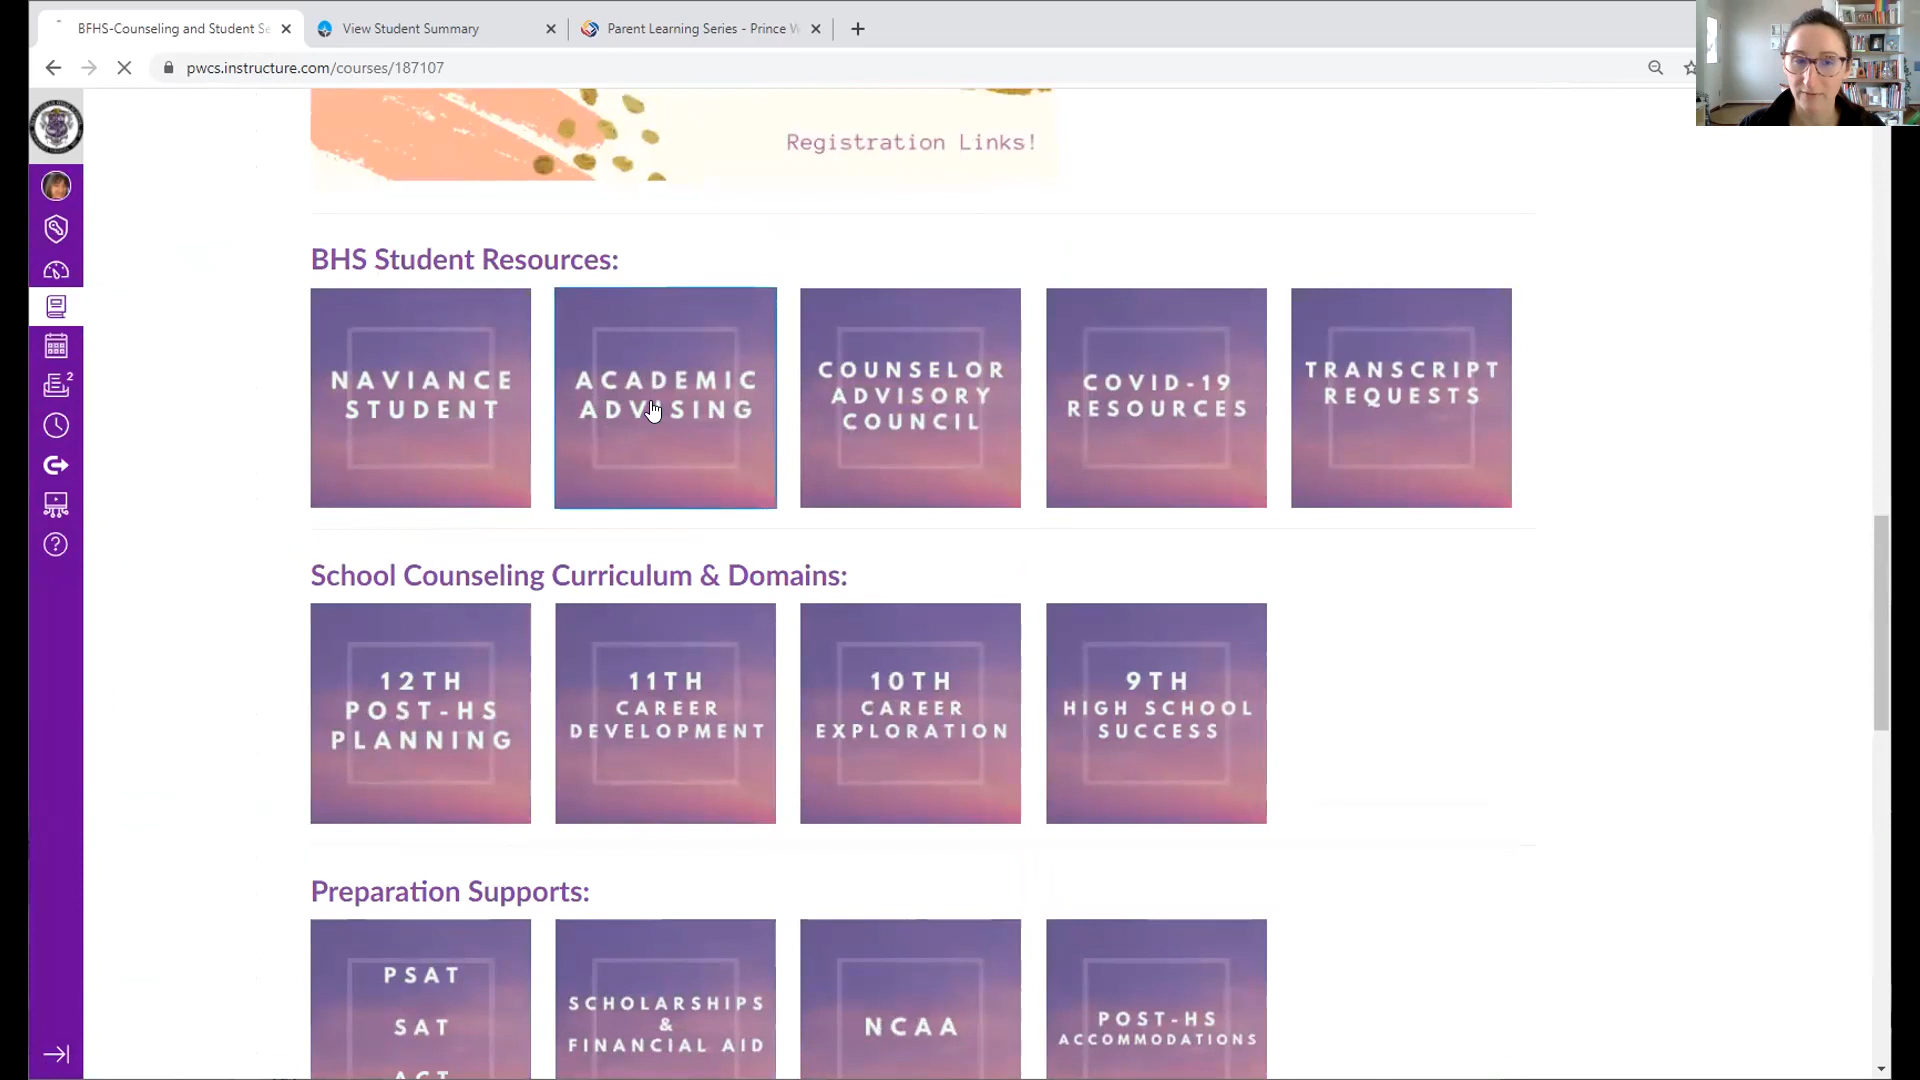 BFHS-Counseling and Student Se
View Student Summary
Parent Learning Series - Prince W
pwcs.instructure.com/courses/187107
Registration Links!
BHS Student Resources:
NAVIANCE
STUDENT
ACADEMIC
ADVISING
COUNSELOR
ADVISORY
COUNCIL
COVID-19
RESOURCES
TRANSCRIPT
REQUESTS
2
School Counseling Curriculum & Domains:
12TH
POST-HS
PLANNING
11TH
CAREER
DEVELOPMENT
10TH
CAREER
EXPLORATION
9TH
HIGH SCHOOL
SUCCESS
Preparation Supports:
PSAT
SAT
ACT
SCHOLARSHIPS
&
FINANCIAL AID
NCAA
POST-HS
ACCOMMODATIONS